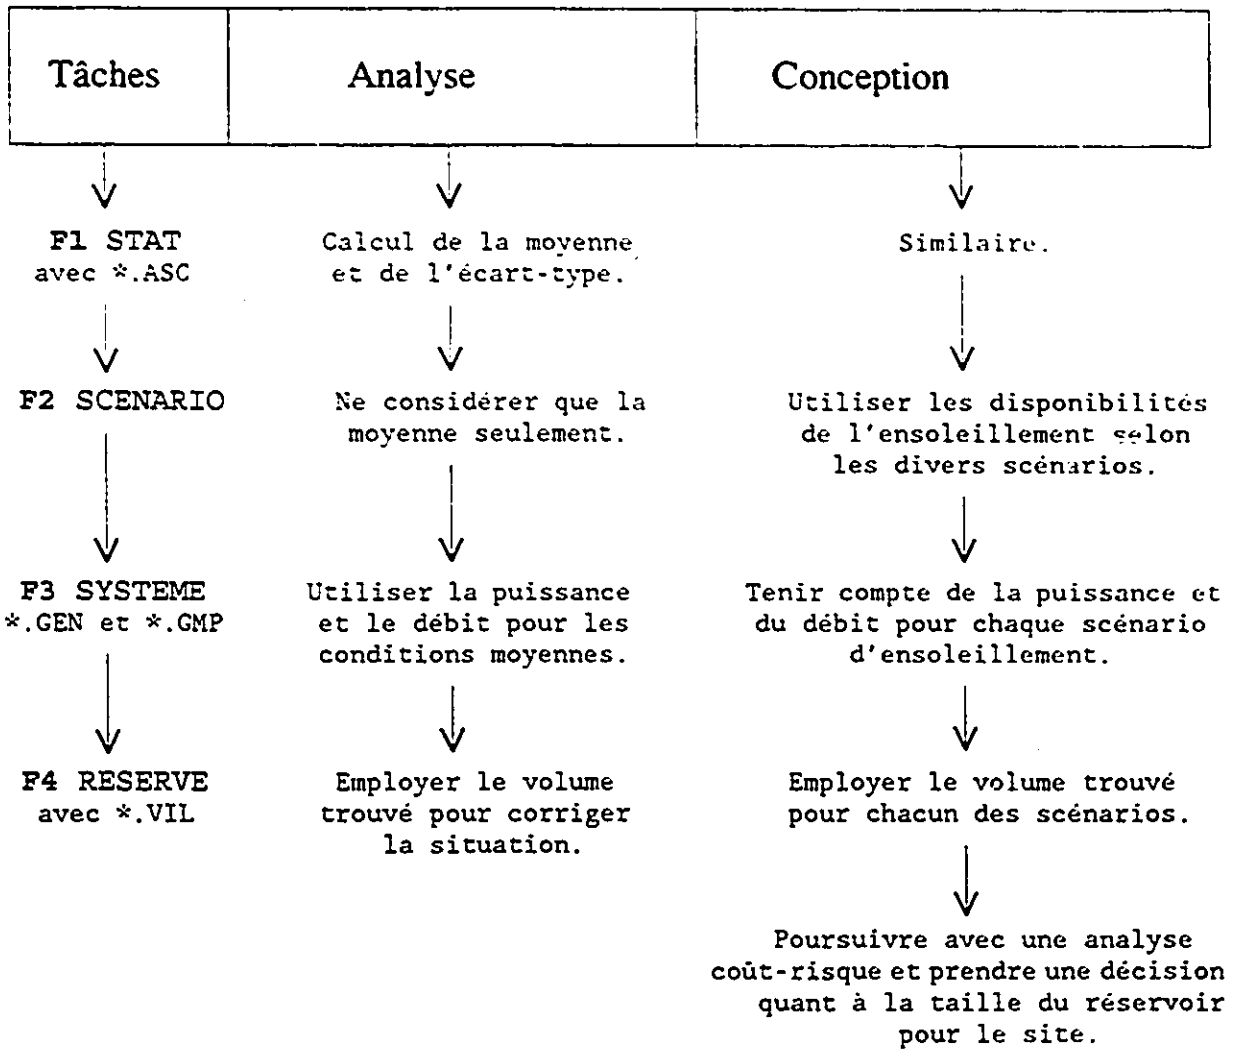 Tâches
Analyse
Conception
F1 STAT
avec *.ASC
Calcul de la moyenne
et de l'écart-type.
Similaire.
F2 SCENARIO
Ne considérer que la
moyenne seulement.
Utiliser les disponibilités
de l'ensoleillement selon
les divers scénarios.
F3 SYSTEME
*.GEN et *.GMP
Utiliser la puissance
et le débit pour les
conditions moyennes.
Tenir compte de la puissance et
du débit pour chaque scénario
d'ensoleillement.
F4 RESERVE
avec *.VIL
Employer le volume
trouvé pour corriger
la situation.
Employer le volume trouvé
pour chacun des scénarios.
Poursuivre avec une analyse
coût-risque et prendre une décision
quant à la taille du réservoir
pour le site.